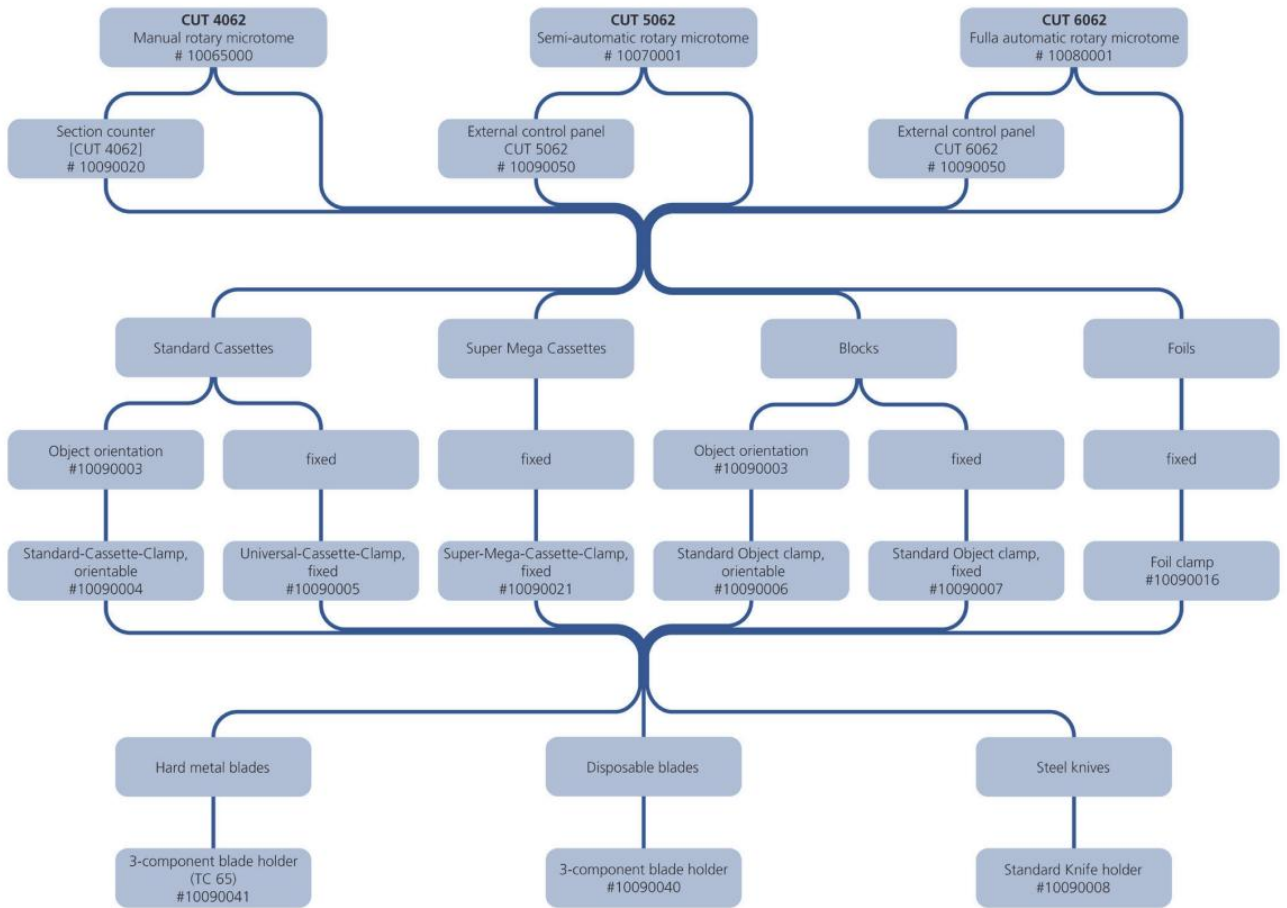 CUT 4062
Manual rotary microtome
# 10065000
CUT 5062
Semi-automatic rotary microtome
# 10070001
CUT 6062
Fulla automatic rotary microtome
# 10080001
Section counter
[CUT 4062]
# 10090020
External control panel
CUT 5062
# 10090050
External control panel
CUT 6062
# 10090050
Standard Cassettes
Super Mega Cassettes
Blocks
Foils
Object orientation
#10090003
fixed
fixed
Object orientation
#10090003
fixed
fixed
Standard-Cassette-Clamp,
orientable
#10090004
Universal-Cassette-Clamp,
fixed
#10090005
Super-Mega-Cassette-Clamp,
fixed
#10090021
Standard Object clamp,
orientable
#10090006
Standard Object clamp,
fixed
#10090007
Foil clamp
#10090016
Hard metal blades
Disposable blades
Steel knives
3-component blade holder
(TC 65)
#10090041
3-component blade holder
#10090040
Standard Knife holder
#10090008